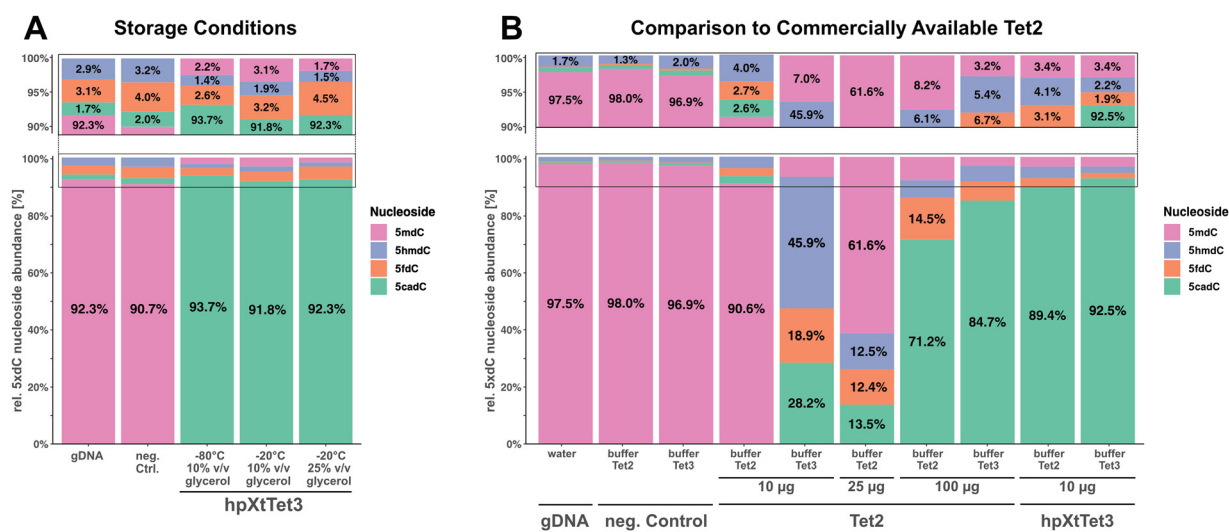 A
Storage Conditions
100%
95%
90%
2.9%
3.1%
1.7%
92.3%
3.2%
4.0%
2.0%
2.2%
1.4%
2.6%
93.7%
3.1%
1.9%
3.2%
91.8%
1.7%
1.5%
4.5%
92.3%
rel. 5xdC nucleoside abundance [%]
100%
80%
60%
40%
20%
0%
92.3%
90.7%
93.7%
91.8%
92.3%
gDNA
neg.
Ctrl.
-80°C
10% v/v
glycerol
-20°C
10% v/v
glycerol
-20°C
25% v/v
glycerol
hpXtTet3
Nucleoside
5mdC
5hmdC
5fdC
5cadC
B
Comparison to Commercially Available Tet2
100%
95%
90%
1.7%
97.5%
1.3%
98.0%
2.0%
96.9%
4.0%
2.7%
2.6%
7.0%
45.9%
61.6%
8.2%
6.1%
3.2%
5.4%
6.7%
3.4%
4.1%
3.1%
3.4%
2.2%
1.9%
92.5%
rel. 5xdC nucleoside abundance [%]
100%
80%
60%
40%
20%
0%
97.5%
98.0%
96.9%
90.6%
45.9%
18.9%
28.2%
61.6%
12.5%
12.4%
13.5%
14.5%
71.2%
84.7%
89.4%
92.5%
water
buffer
Tet2
buffer
Tet3
buffer
Tet2
buffer
Tet3
buffer
Tet2
buffer
Tet2
buffer
Tet3
buffer
Tet2
buffer
Tet3
10 µg
25 µg
100 µg
10 µg
gDNA
neg. Control
Tet2
hpXtTet3
Nucleoside
5mdC
5hmdC
5fdC
5cadC